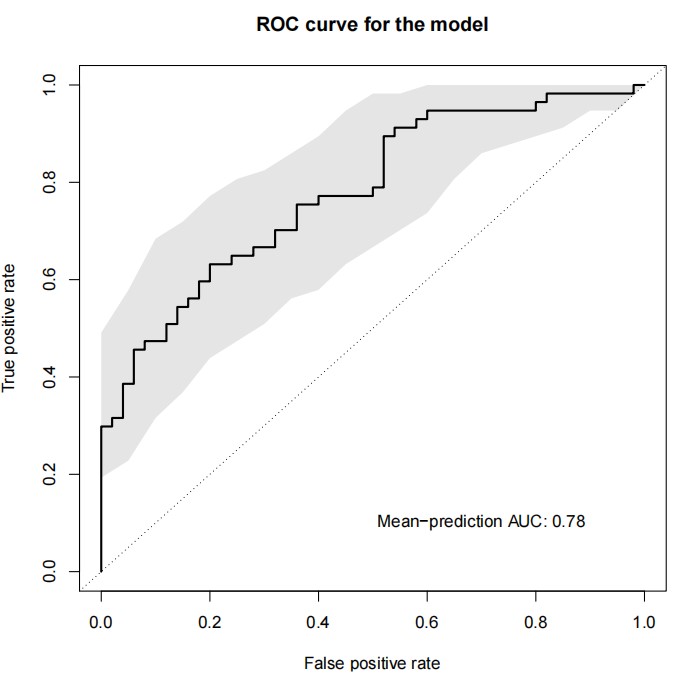 ROC curve for the model
True positive rate
1.0
0.8
0.6
0.4
0.2
0.0
Mean−prediction AUC: 0.78
0.0 0.2 0.4 0.6 0.8 1.0
False positive rate